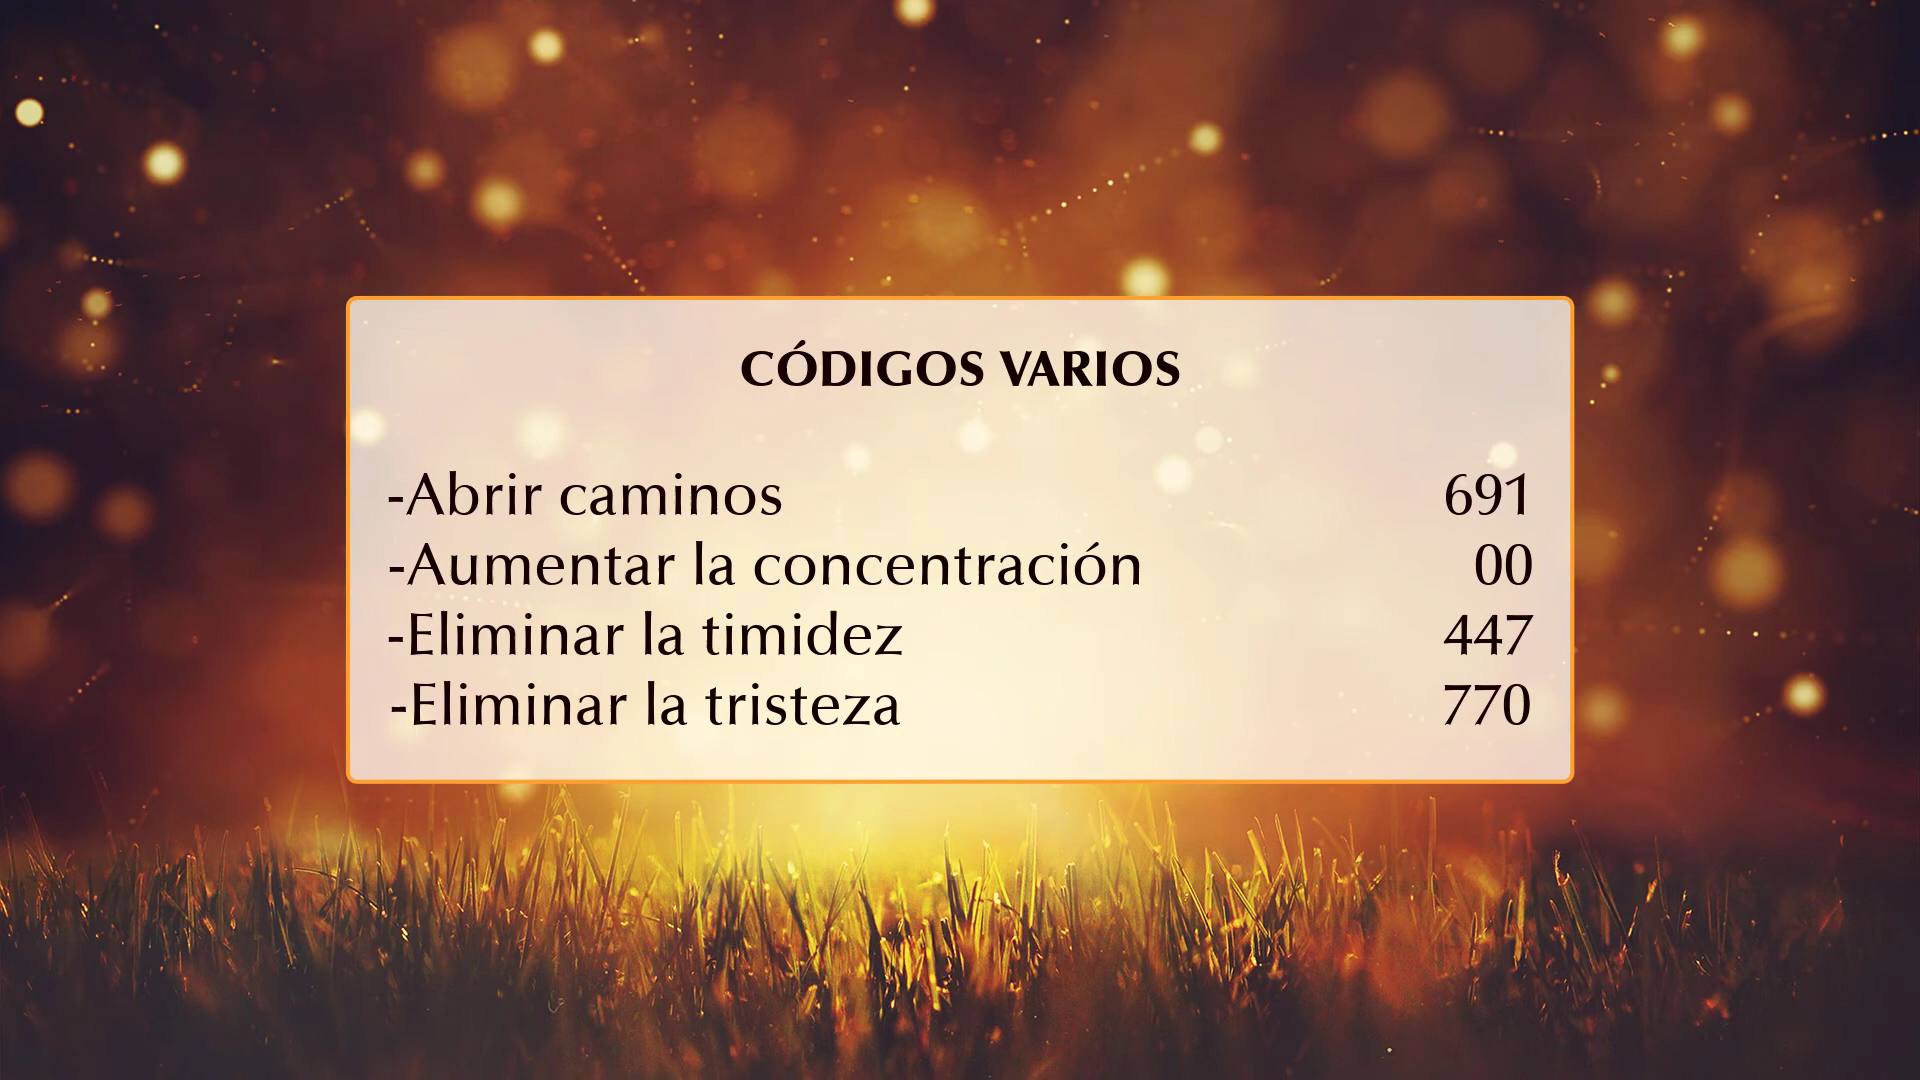 CÓDIGOS VARIOS
-Abrir caminos 691
-Aumentar la concentración 00
-Eliminar la timidez 447
-Eliminar la tristeza 770